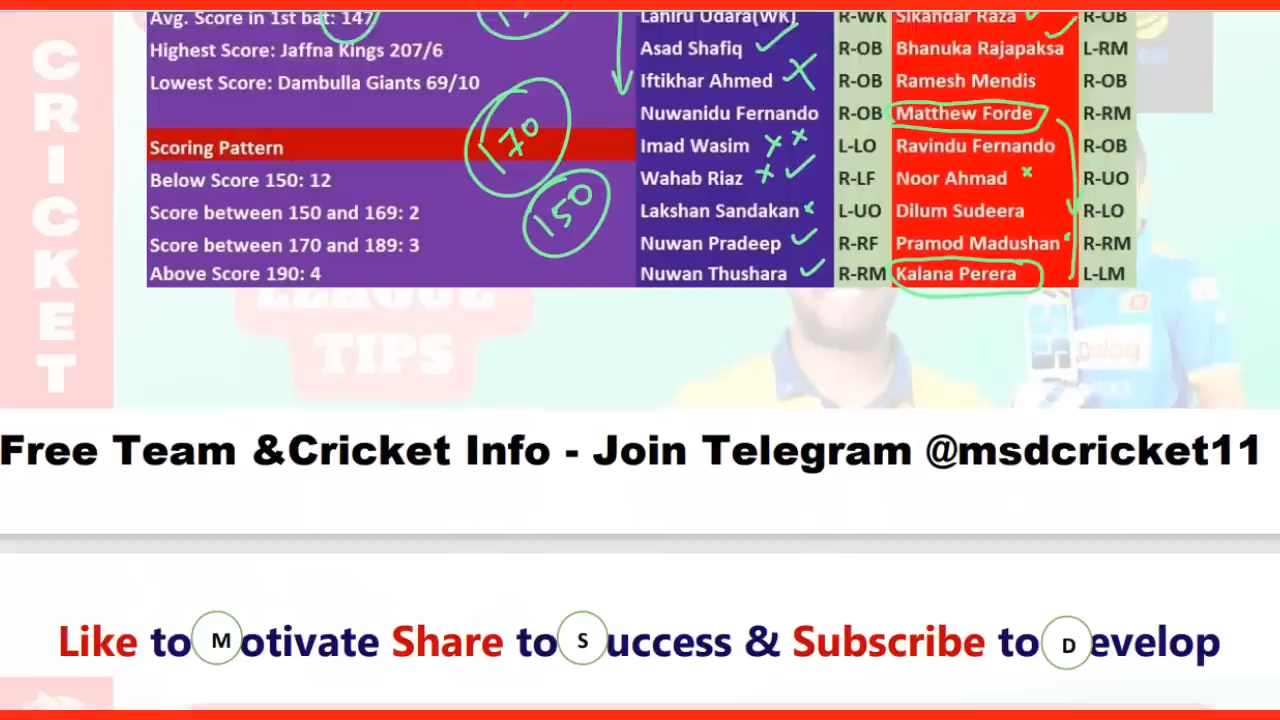 CRICKET
Avg. Score in 1st bat: 147
Highest Score: Jaffna Kings 207/6
Lowest Score: Dambulla Giants 69/10
Scoring Pattern
Below Score 150: 12
Score between 150 and 169: 2
Score between 170 and 189: 3
Above Score 190: 4
170
150
Lahiru Udara(WK) R-WK Sikandar Raza R-OB
Asad Shafiq R-OB Bhanuka Rajapaksa L-RM
Iftikhar Ahmed R-OB Ramesh Mendis R-OB
Nuwanidu Fernando R-OB Matthew Forde R-RM
Imad Wasim L-LO Ravindu Fernando R-OB
Wahab Riaz R-LF Noor Ahmad R-UO
Lakshan Sandakan L-UO Dilum Sudeera R-LO
Nuwan Pradeep R-RF Pramod Madushan R-RM
Nuwan Thushara R-RM Kalana Perera L-LM
LEAGUE
TIPS
Dialog
Free Team &Cricket Info - Join Telegram @msdcricket11
Like to Motivate Share to Success & Subscribe to Develop